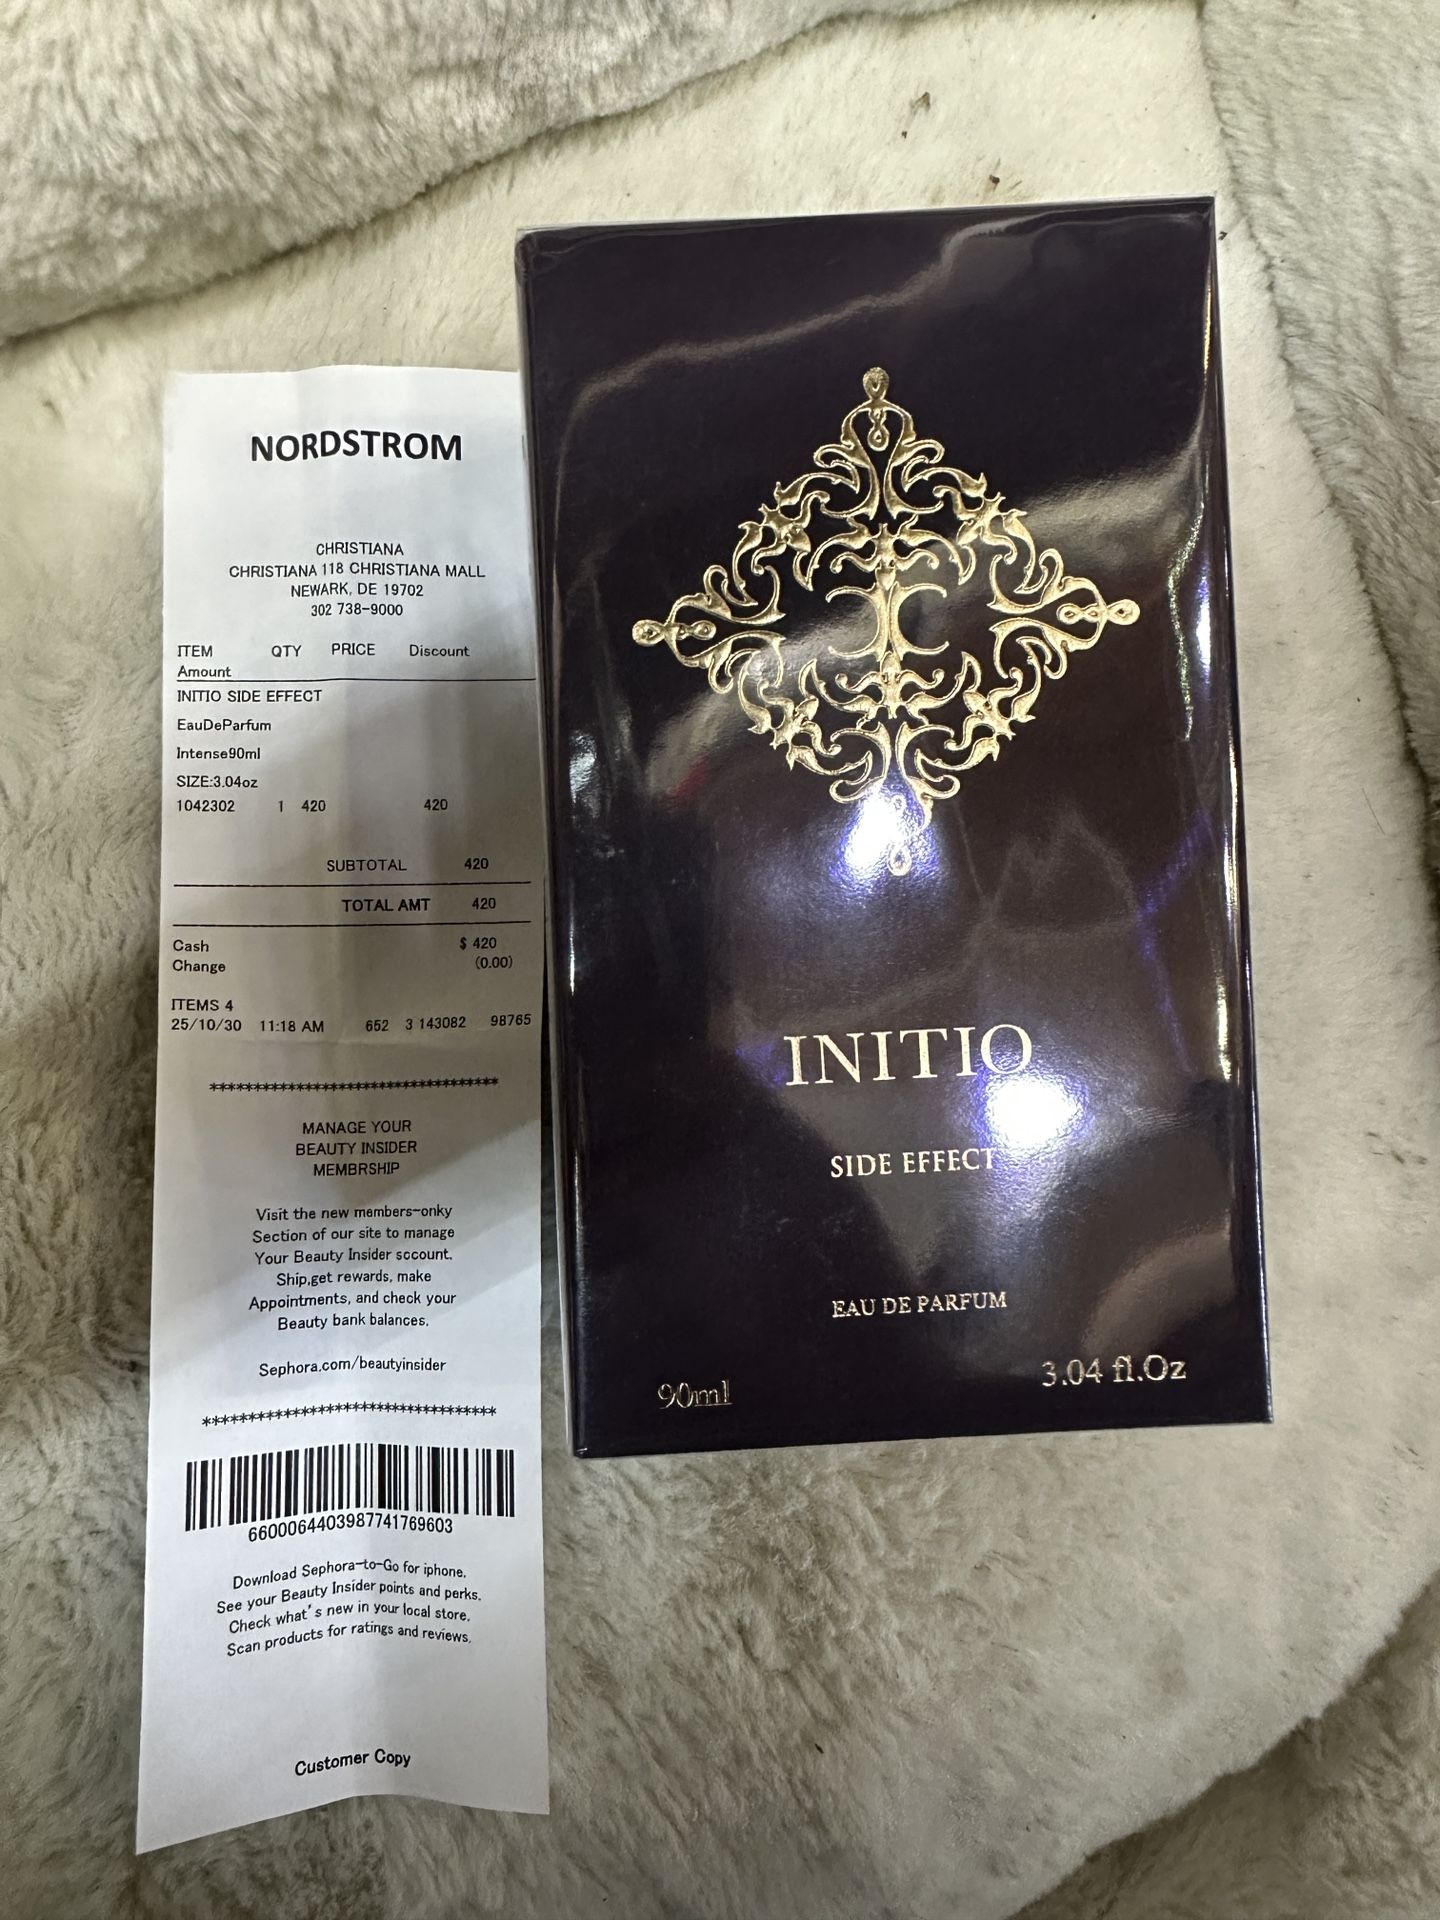 NORDSTROM
CHRISTIANA
CHRISTIANA 118 CHRISTIANA MALL
NEWARK, DE 19702
302 738-9000
ITEM QTY PRICE Discount
Amount
INITIO SIDE EFFECT
EauDeParfum
Intense90ml
SIZE:3.04oz
1042302 1 420 420
SUBTOTAL 420
TOTAL AMT 420
Cash $ 420
Change (0.00)
ITEMS 4
25/10/30 11:18 AM 652 3 143082 98765
************************************
MANAGE YOUR
BEAUTY INSIDER
MEMBRSHIP
Visit the new members-onky
Section of our site to manage
Your Beauty Insider sccount.
Ship,get rewards, make
Appointments, and check your
Beauty bank balances.
Sephora.com/beautyinsider
************************************
66000644039877417696​03
Download Sephora-to-Go for iphone.
See your Beauty Insider points and perks.
Check what's new in your local store.
Scan products for ratings and reviews.
Customer Copy
INITIO
SIDE EFFECT
EAU DE PARFUM
90ml
3.04 fl.Oz